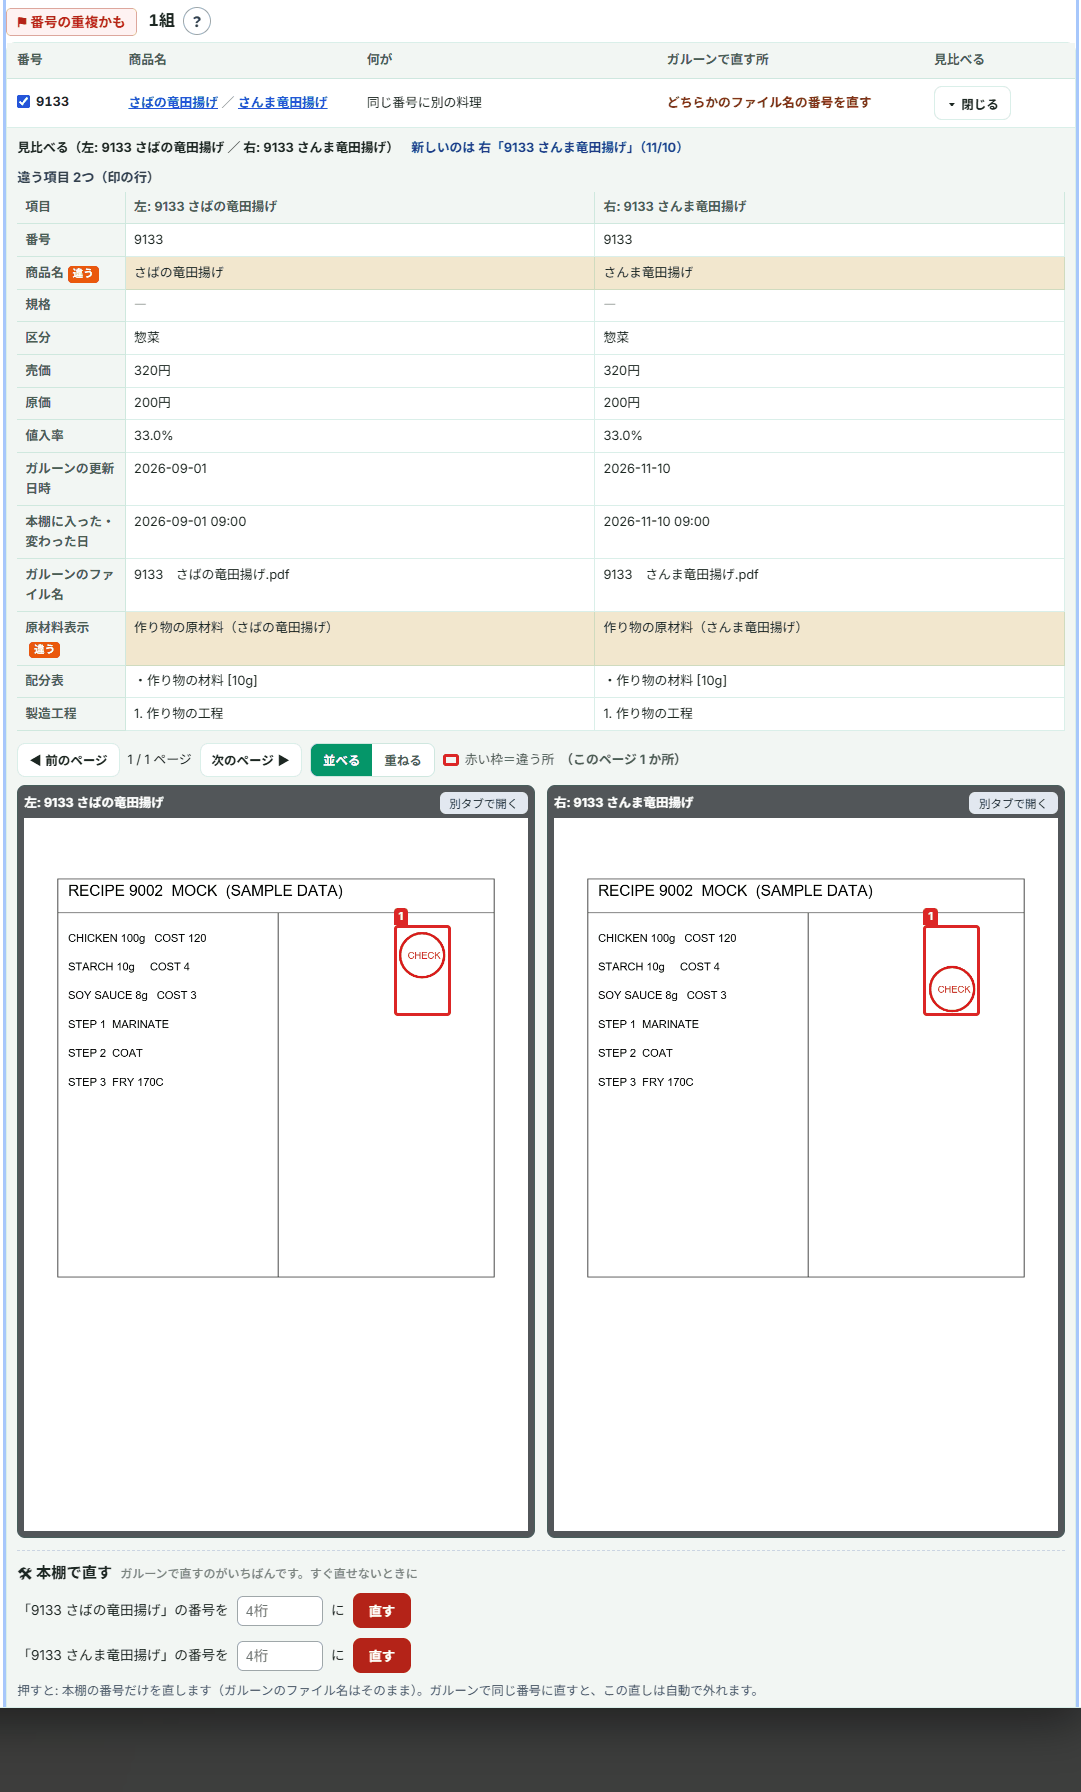 番号の重複かも 1組 ?
番号 商品名 何が ガルーンで直す所 見比べる
9133 さばの竜田揚げ ／ さんま竜田揚げ 同じ番号に別の料理 どちらかのファイル名の番号を直す 閉じる
見比べる（左: 9133 さばの竜田揚げ ／ 右: 9133 さんま竜田揚げ） 新しいのは 右「9133 さんま竜田揚げ」（11/10）
違う項目 2つ（印の行）
項目 左: 9133 さばの竜田揚げ 右: 9133 さんま竜田揚げ
番号 9133 9133
商品名 違う さばの竜田揚げ さんま竜田揚げ
規格 — —
区分 惣菜 惣菜
売価 320円 320円
原価 200円 200円
値入率 33.0% 33.0%
ガルーンの更新日時 2026-09-01 2026-11-10
本棚に入った・変わった日 2026-09-01 09:00 2026-11-10 09:00
ガルーンのファイル名 9133　さばの竜田揚げ.pdf 9133　さんま竜田揚げ.pdf
原材料表示 違う 作り物の原材料（さばの竜田揚げ） 作り物の原材料（さんま竜田揚げ）
配分表 ・作り物の材料 [10g] ・作り物の材料 [10g]
製造工程 1. 作り物の工程 1. 作り物の工程
◀ 前のページ 1 / 1 ページ 次のページ ▶ 並べる 重ねる 赤い枠＝違う所 （このページ 1 か所）
左: 9133 さばの竜田揚げ 別タブで開く
RECIPE 9002 MOCK (SAMPLE DATA)
1
CHICKEN 100g COST 120
CHECK
STARCH 10g COST 4
SOY SAUCE 8g COST 3
STEP 1 MARINATE
STEP 2 COAT
STEP 3 FRY 170C
右: 9133 さんま竜田揚げ 別タブで開く
RECIPE 9002 MOCK (SAMPLE DATA)
1
CHICKEN 100g COST 120
STARCH 10g COST 4
CHECK
SOY SAUCE 8g COST 3
STEP 1 MARINATE
STEP 2 COAT
STEP 3 FRY 170C
本棚で直す ガルーンで直すのがいちばんです。すぐ直せないときに
「9133 さばの竜田揚げ」の番号を 4桁 に 直す
「9133 さんま竜田揚げ」の番号を 4桁 に 直す
押すと: 本棚の番号だけを直します（ガルーンのファイル名はそのまま）。ガルーンで同じ番号に直すと、この直しは自動で外れます。